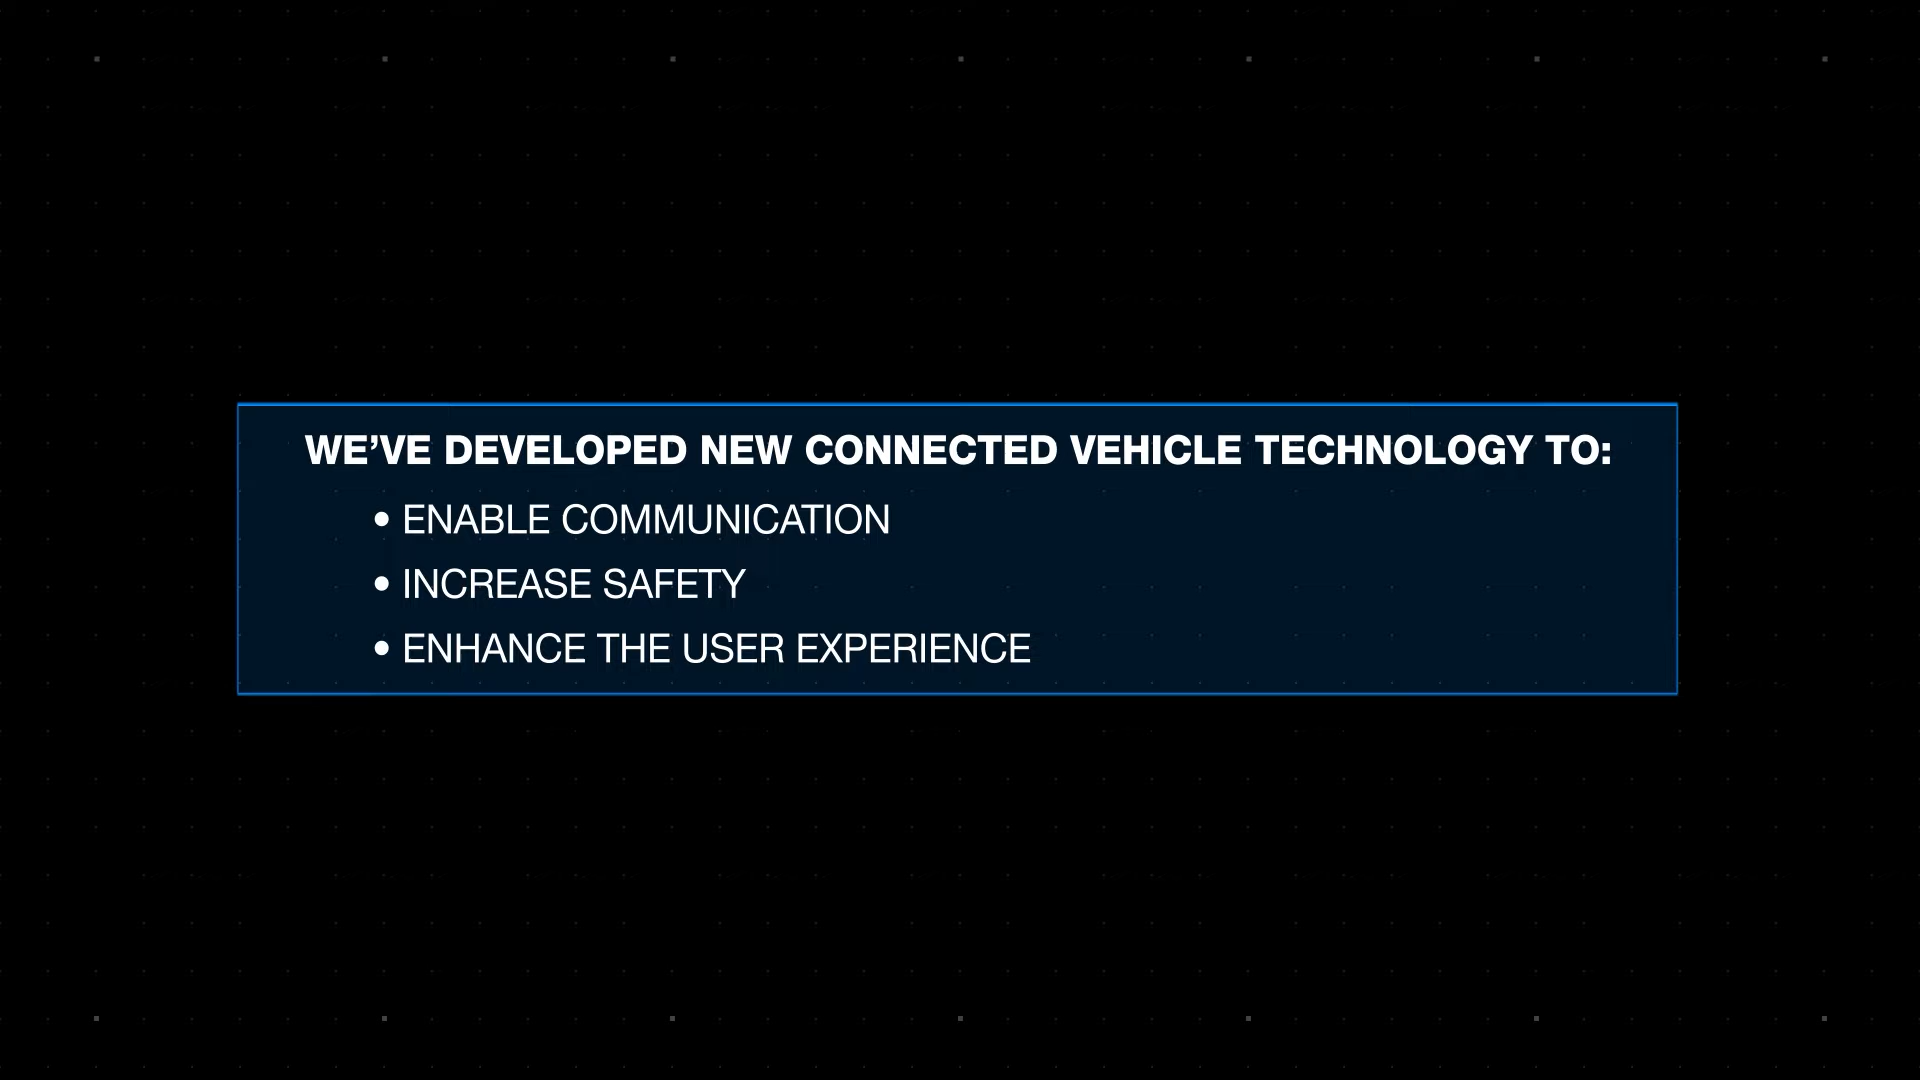 WE’VE DEVELOPED NEW CONNECTED VEHICLE TECHNOLOGY TO:
• ENABLE COMMUNICATION
• INCREASE SAFETY
• ENHANCE THE USER EXPERIENCE